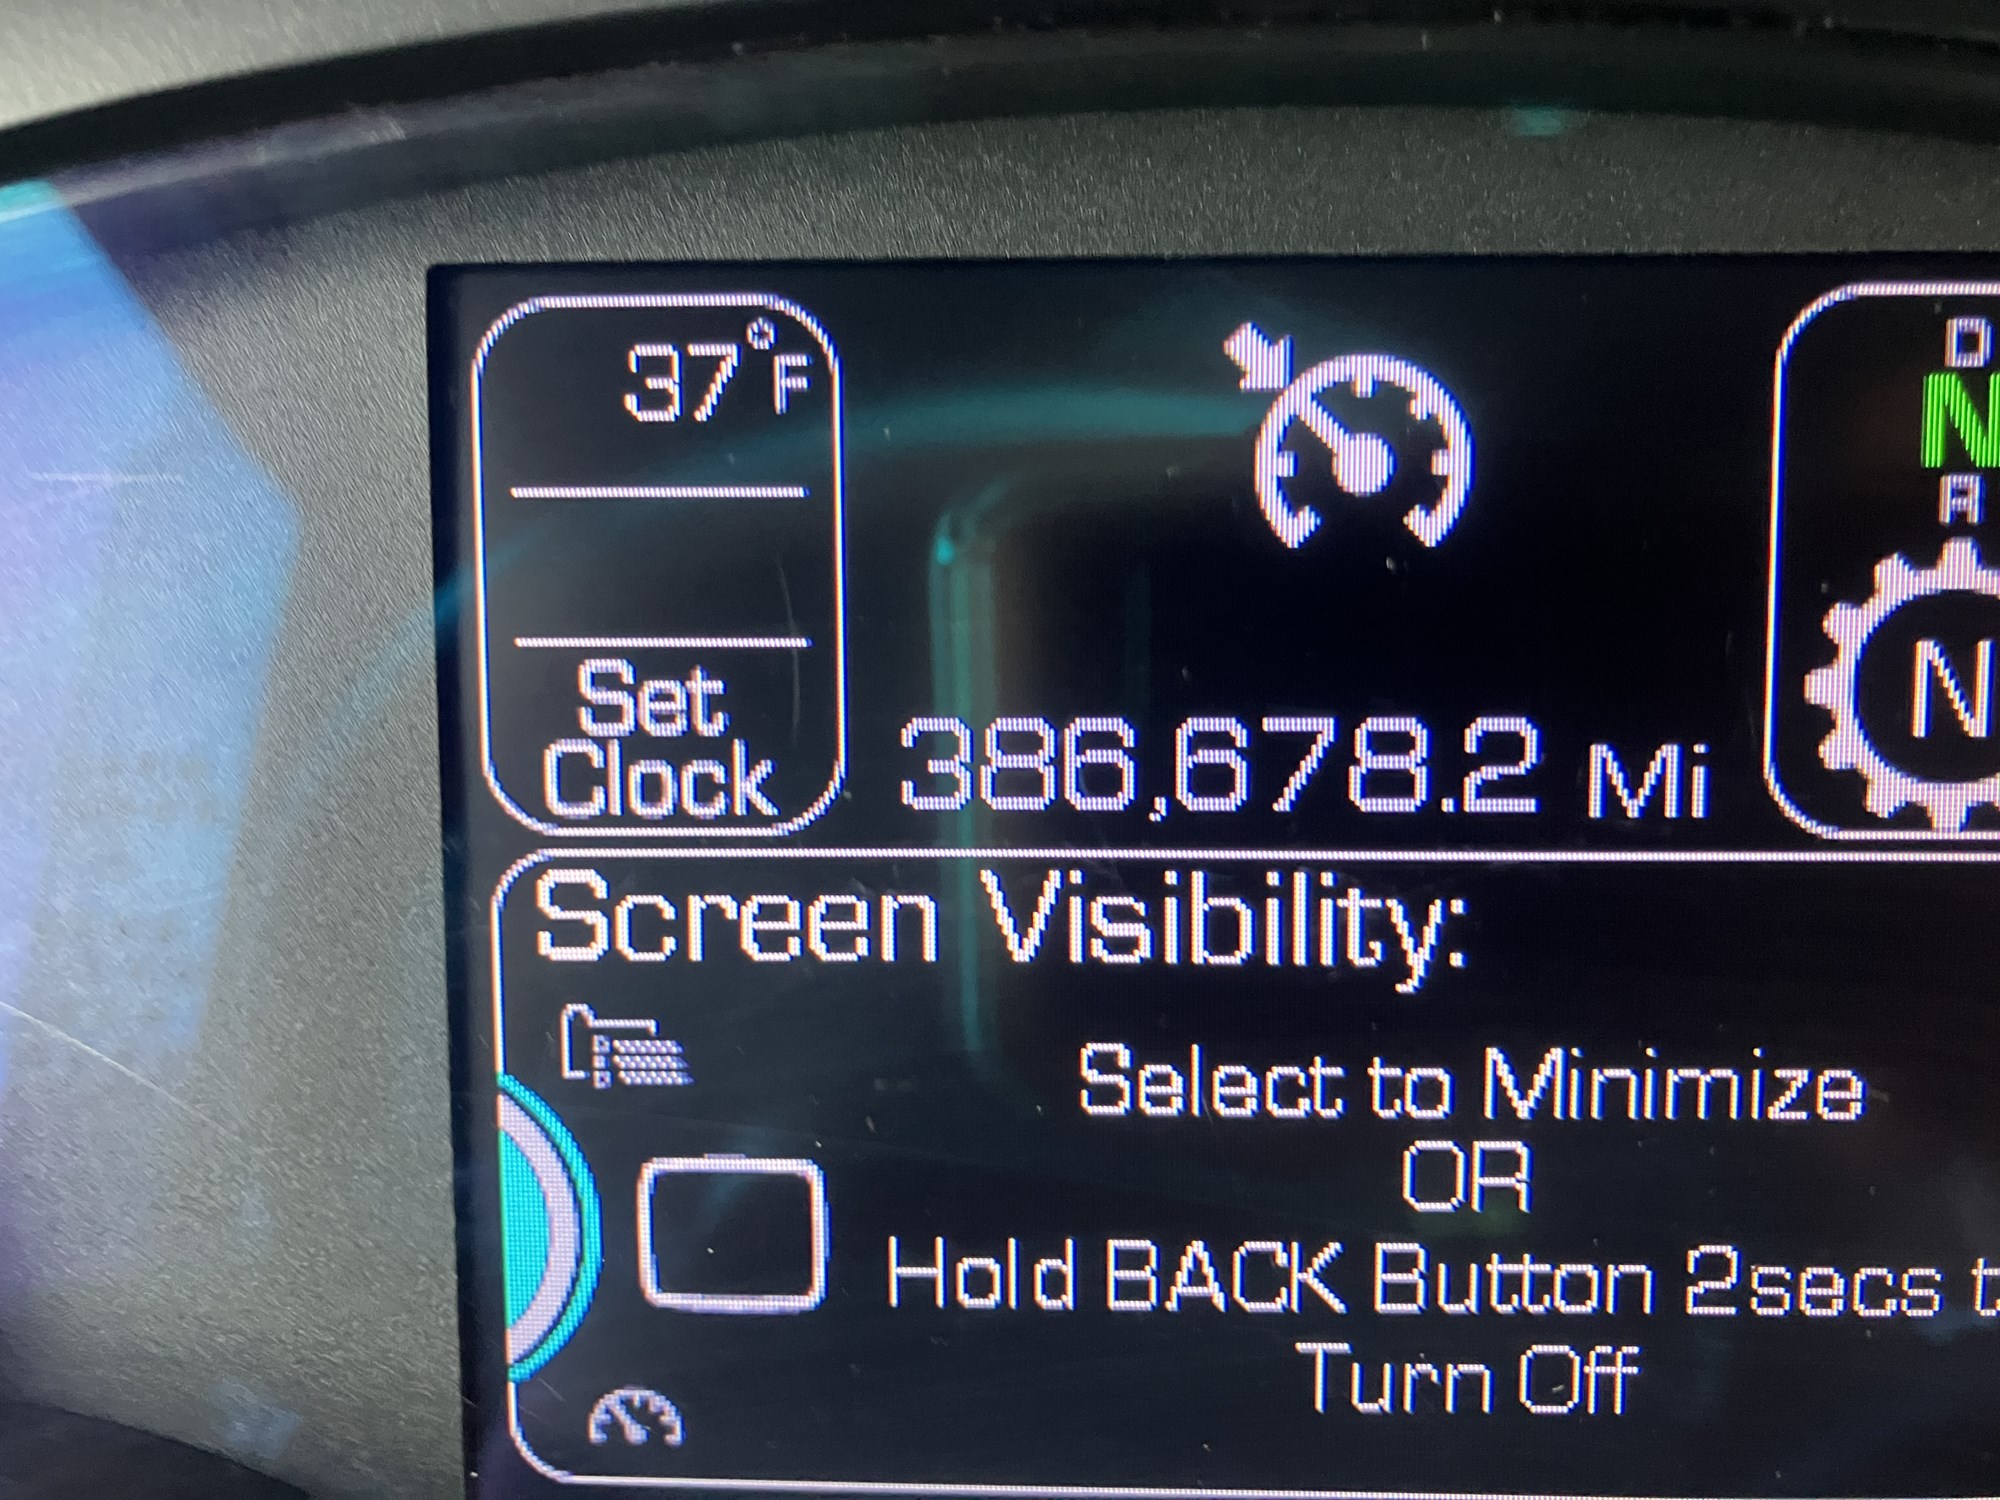 37°F
D
N
A
N
Set
Clock
386,678.2 Mi
Screen Visibility:
Select to Minimize
OR
Hold BACK Button 2secs
Turn Off